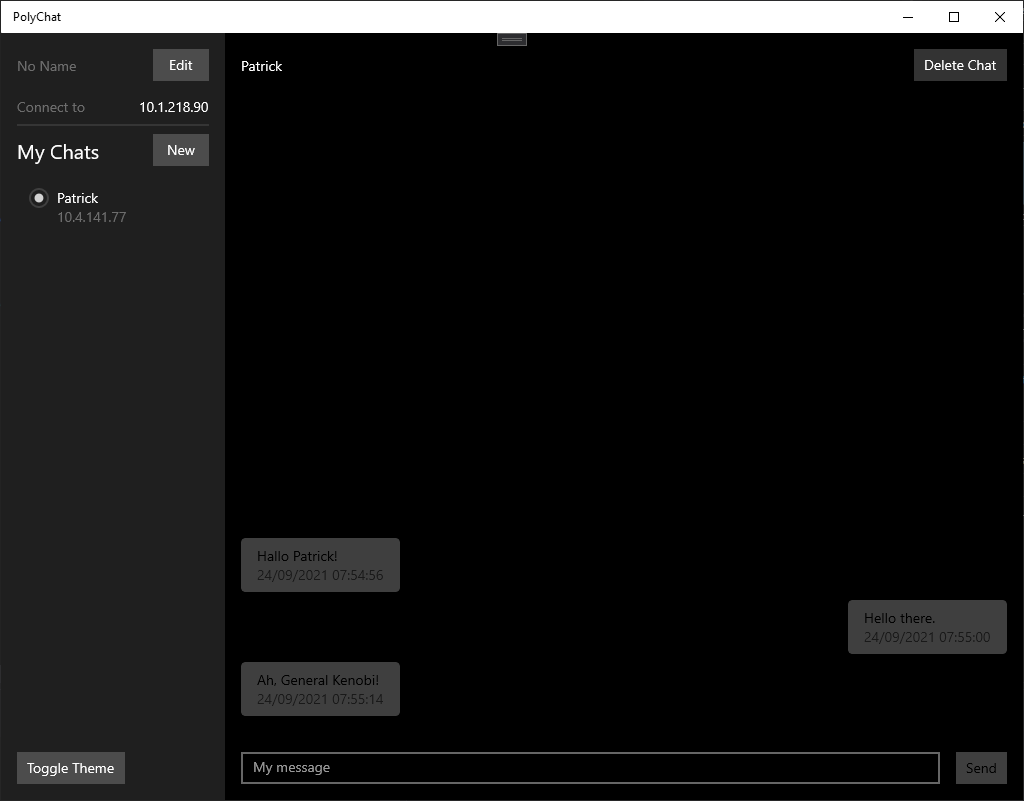 PolyChat
No Name
Edit
Connect to
10.1.218.90
My Chats
New
Patrick
10.4.141.77
Toggle Theme
Patrick
Delete Chat
Hallo Patrick!
24/09/2021 07:54:56
Hello there.
24/09/2021 07:55:00
Ah, General Kenobi!
24/09/2021 07:55:14
My message
Send